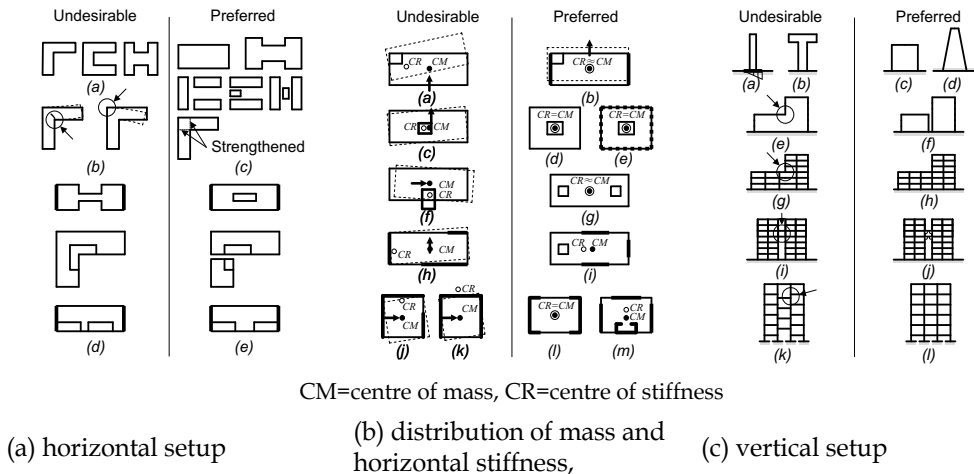 Undesirable Preferred
(a)
Strengthened
(b) (c)
(d) (e)
Undesirable Preferred
CR CM
CR≈CM
(a) (b)
CR CM
CR=CM CR=CM
(c) (d) (e)
CM
CR
CR≈CM
(f) (g)
CR CM
CR CM
(h) (i)
CR
CM
CR
CM
CR=CM
CR
CM
(j) (k) (l) (m)
Undesirable Preferred
(a) (b) (c) (d)
(e) (f)
(g) (h)
(i) (j)
(k) (l)
CM=centre of mass, CR=centre of stiffness
(a) horizontal setup
(b) distribution of mass and
horizontal stiffness,
(c) vertical setup